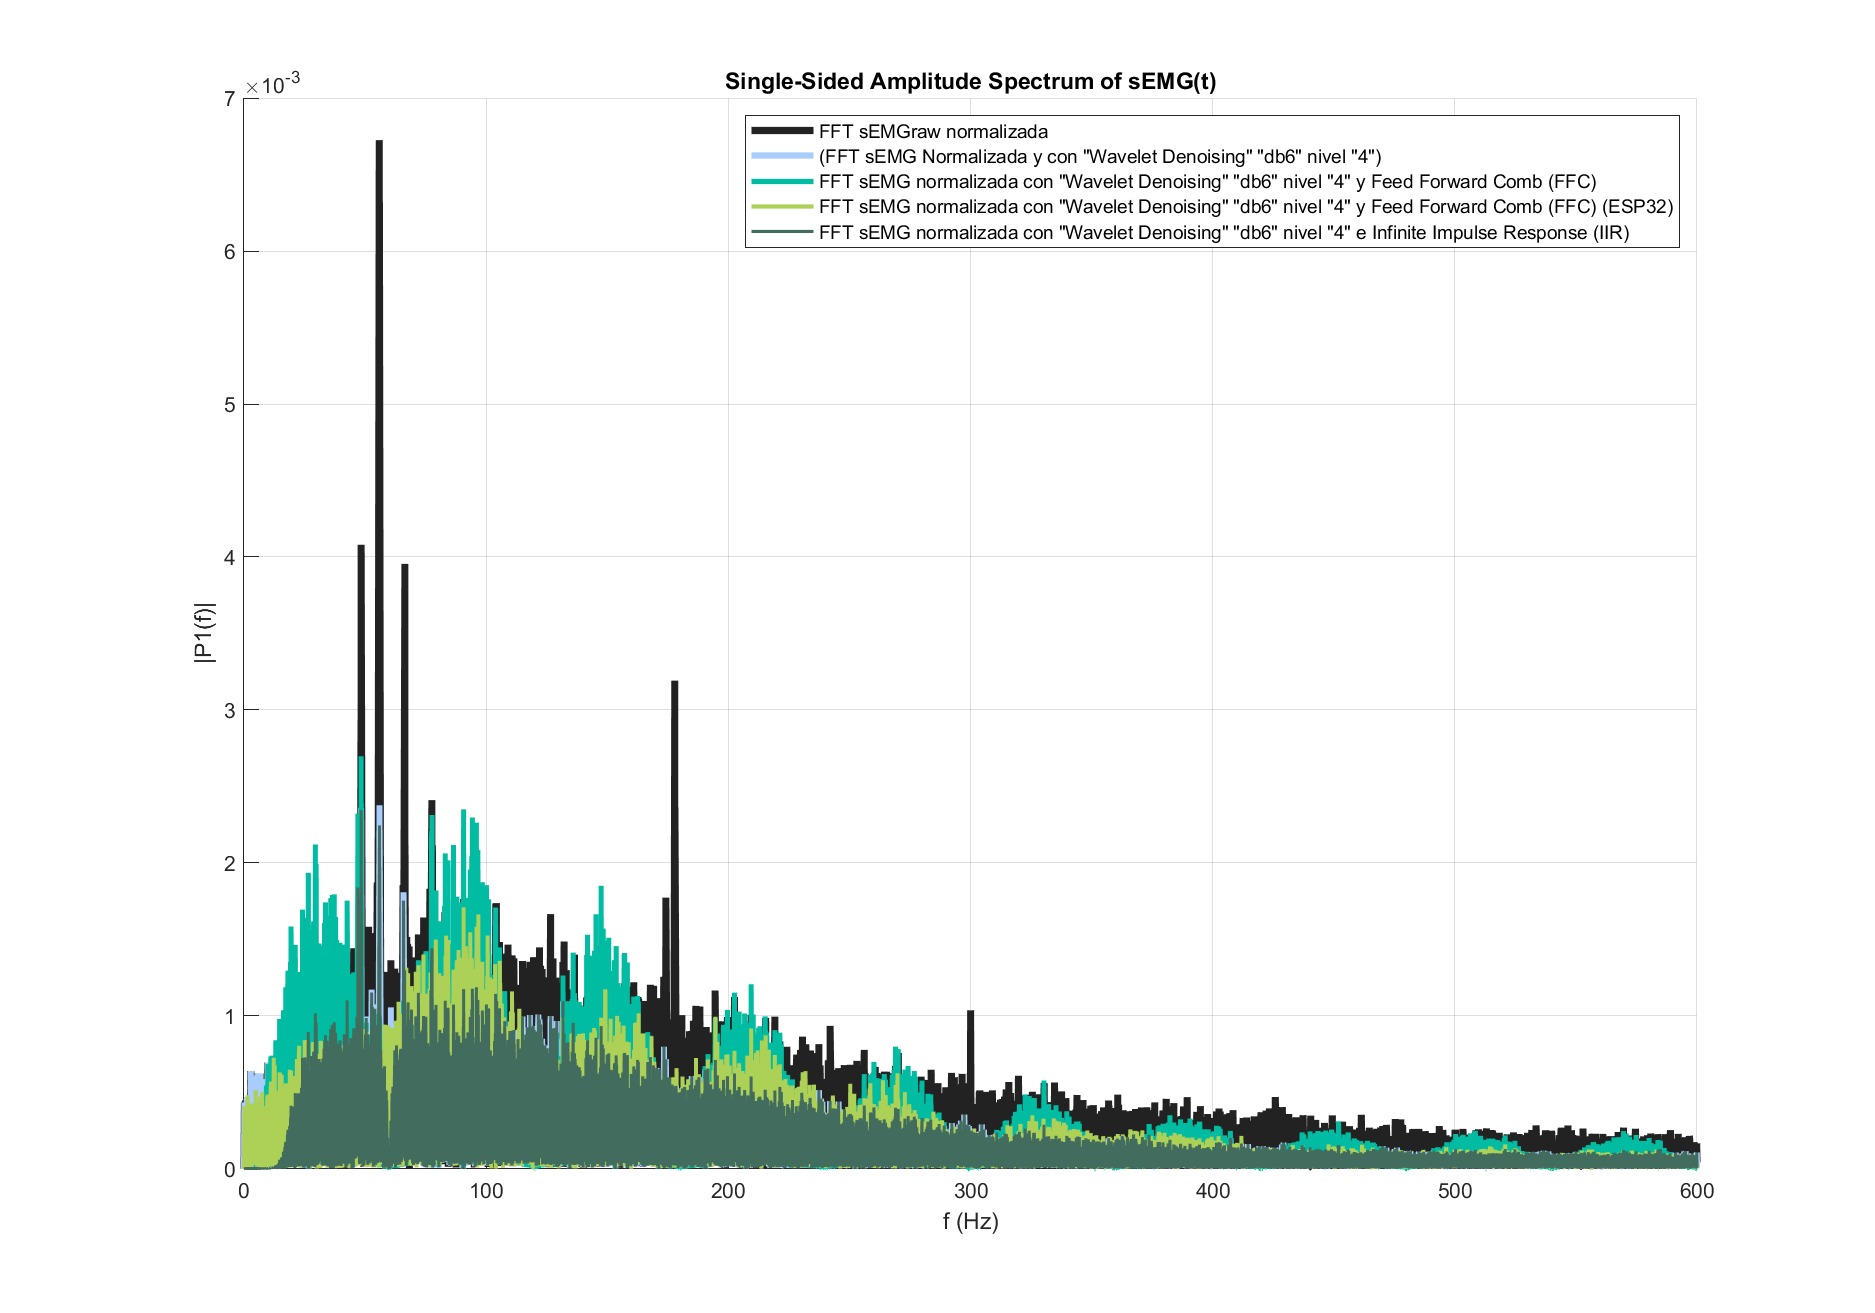 Single-Sided Amplitude Spectrum of sEMG(t)
×10-3
FFT sEMGraw normalizada
(FFT sEMG Normalizada y con "Wavelet Denoising" "db6" nivel "4")
FFT sEMG normalizada con "Wavelet Denoising" "db6" nivel "4" y Feed Forward Comb (FFC)
FFT sEMG normalizada con "Wavelet Denoising" "db6" nivel "4" y Feed Forward Comb (FFC) (ESP32)
FFT sEMG normalizada con "Wavelet Denoising" "db6" nivel "4" e Infinite Impulse Response (IIR)
7
6
5
4
3
2
1
0
|P1(f)|
0 100 200 300 400 500 600
f (Hz)